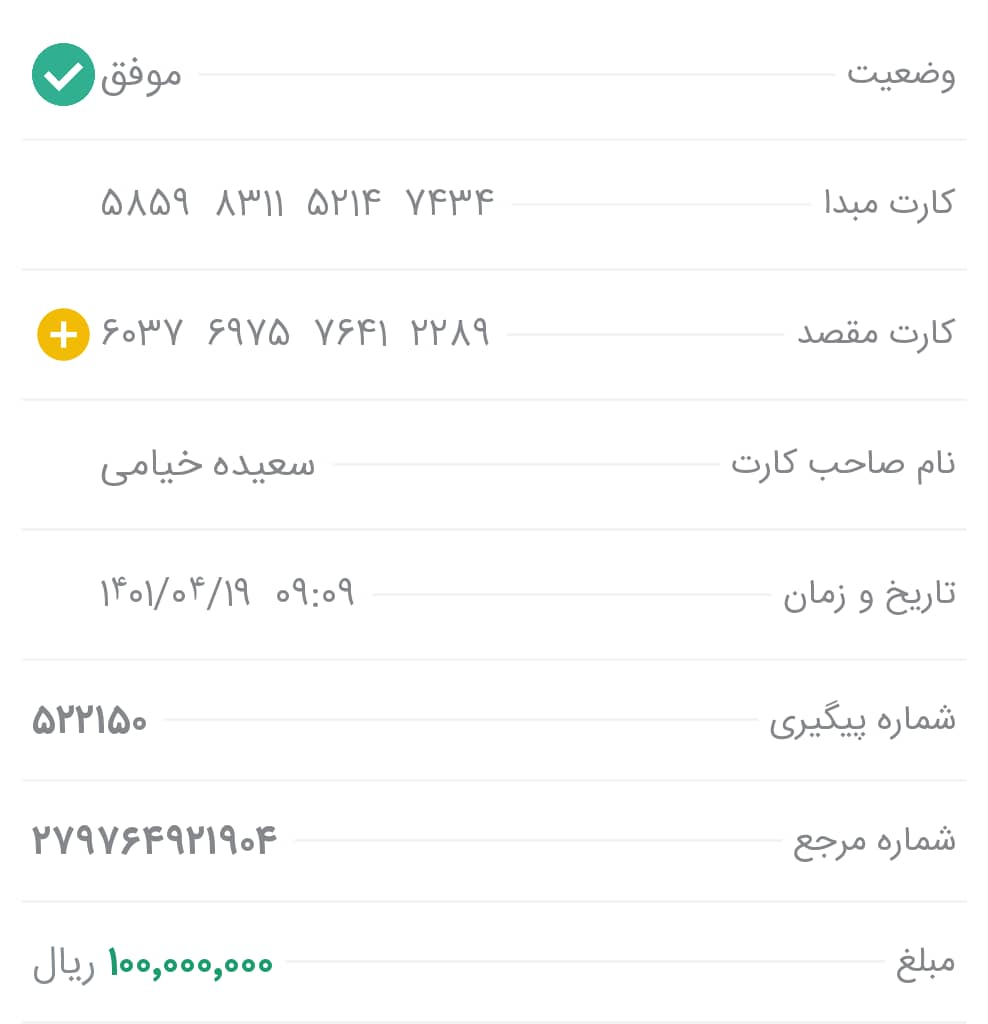 وضعیت موفق
کارت مبدا ۵۸۵۹ ۸۳۱۱ ۵۲۱۴ ۷۴۳۴
کارت مقصد ۶۰۳۷ ۶۹۷۵ ۷۶۴۱ ۲۲۸۹
نام صاحب کارت سعیده خیامی
تاریخ و زمان ۱۴۰۱/۰۴/۱۹ ۰۹:۰۹
شماره پیگیری ۵۲۲۱۵۰
شماره مرجع ۲۷۹۷۶۴۹۲۱۹۰۴
مبلغ ۱۰۰,۰۰۰,۰۰۰ ریال